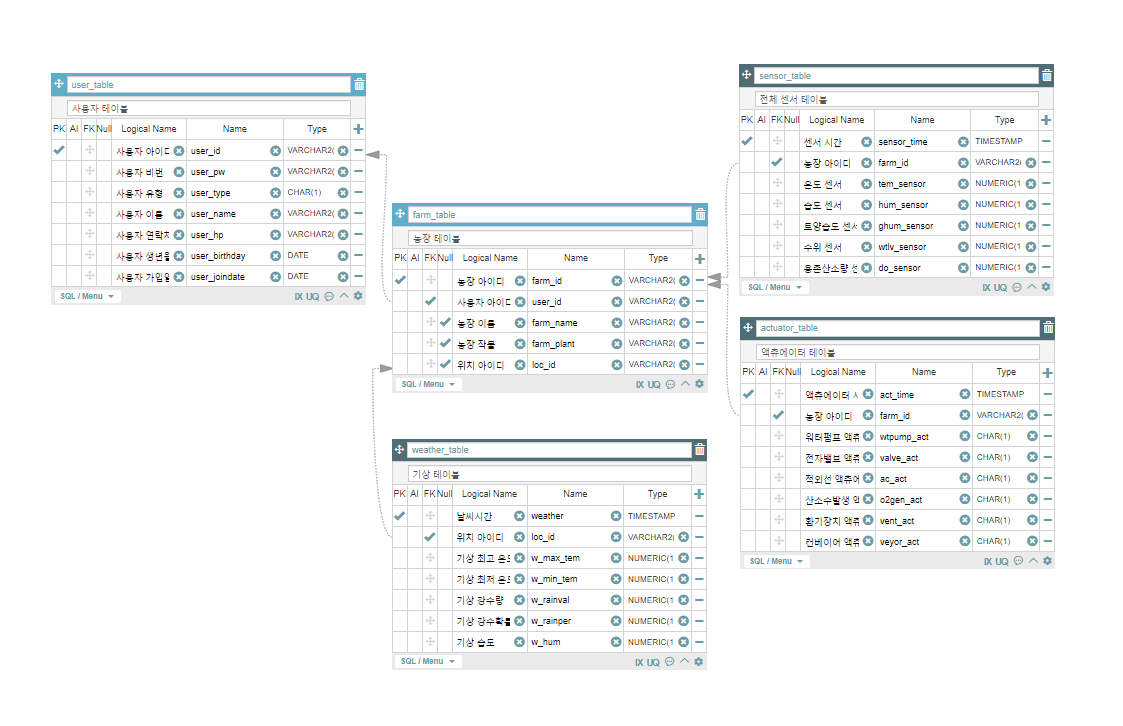 user_table
사용자 테이블
PK AI FK Null Logical Name Name Type
사용자 아이디 user_id VARCHAR2(
사용자 비번 user_pw VARCHAR2(
사용자 유형 user_type CHAR(1)
사용자 이름 user_name VARCHAR2(
사용자 연락처 user_hp VARCHAR2(
사용자 생년월 user_birthday DATE
사용자 가입일 user_joindate DATE
SQL / Menu IX UQ
farm_table
농장 테이블
PK AI FK Null Logical Name Name Type
농장 아이디 farm_id VARCHAR2(
사용자 아이디 user_id VARCHAR2(
농장 이름 farm_name VARCHAR2(
농장 작물 farm_plant VARCHAR2(
위치 아이디 loc_id VARCHAR2(
SQL / Menu IX UQ
weather_table
기상 테이블
PK AI FK Null Logical Name Name Type
날씨시간 weather TIMESTAMP
위치 아이디 loc_id VARCHAR2(
기상 최고 온도 w_max_tem NUMERIC(1
기상 최저 온도 w_min_tem NUMERIC(1
기상 강수량 w_rainval NUMERIC(1
기상 강수확률 w_rainper NUMERIC(1
기상 습도 w_hum NUMERIC(1
SQL / Menu IX UQ
sensor_table
전체 센서 테이블
PK AI FK Null Logical Name Name Type
센서 시간 sensor_time TIMESTAMP
농장 아이디 farm_id VARCHAR2(
온도 센서 tem_sensor NUMERIC(1
습도 센서 hum_sensor NUMERIC(1
토양습도 센서 ghum_sensor NUMERIC(1
수위 센서 wtlv_sensor NUMERIC(1
용존산소량 센 do_sensor NUMERIC(1
SQL / Menu IX UQ
actuator_table
액츄에이터 테이블
PK AI FK Null Logical Name Name Type
액츄에이터 시 act_time TIMESTAMP
농장 아이디 farm_id VARCHAR2(
워터펌프 액츄 wtpump_act CHAR(1)
전자밸브 액츄 valve_act CHAR(1)
적외선 액츄에 ac_act CHAR(1)
산소수발생 액 o2gen_act CHAR(1)
환기장치 액츄 vent_act CHAR(1)
컨베이어 액츄 veyor_act CHAR(1)
SQL / Menu IX UQ